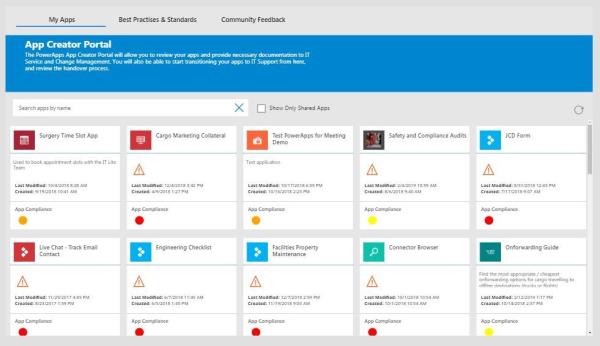 My Apps
Best Practises & Standards
Community Feedback
App Creator Portal
The PowerApps App Creator Portal will allow you to review your apps and provide necessary documentation to IT
Service and Change Management. You will also be able to start transitioning your apps to IT Support from here,
and review the handover process.
Search apps by name
Show Only Shared Apps
Surgery Time Slot App
Used to book appointment slots with the IT Lite
Team
Last Modified: 10/4/2018 8:28 AM
Created: 9/19/2018 10:41 AM
App Compliance
Cargo Marketing Collateral
Last Modified: 12/4/2018 3:42 PM
Created: 4/9/2018 1:27 PM
App Compliance
Test PowerApps for Meeting
Demo
Test application
Last Modified: 10/17/2018 4:39 PM
Created: 10/16/2018 2:25 PM
App Compliance
Safety and Compliance Audits
Last Modified: 2/4/2019 10:59 AM
Created: 8/6/2018 9:40 AM
App Compliance
JCD Form
Last Modified: 8/31/2018 12:03 PM
Created: 7/17/2018 9:07 AM
App Compliance
Live Chat - Track Email
Contact
Last Modified: 11/20/2017 4:05 PM
Created: 8/23/2017 1:59 PM
App Compliance
Engineering Checklist
Last Modified: 6/7/2018 11:45 AM
Created: 6/5/2018 1:40 PM
App Compliance
Facilities Property
Maintenance
Last Modified: 12/7/2018 2:59 PM
Created: 11/19/2018 9:03 AM
App Compliance
Connector Browser
Last Modified: 10/1/2018 10:54 AM
Created: 10/1/2018 10:54 AM
App Compliance
Onforwarding Guide
Find the most appropriate / cheapest
onforwarding options for cargo travelling to
offline destinations (trucks or flights)
Last Modified: 2/12/2019 1:17 PM
Created: 10/16/2018 2:37 PM
App Compliance